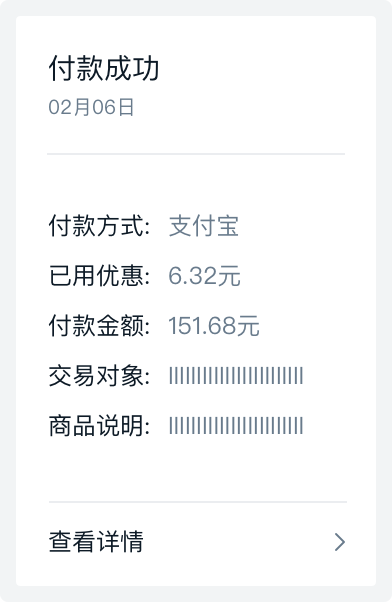 付款成功
02月06日
付款方式: 支付宝
已用优惠: 6.32元
付款金额: 151.68元
交易对象:
商品说明:
查看详情